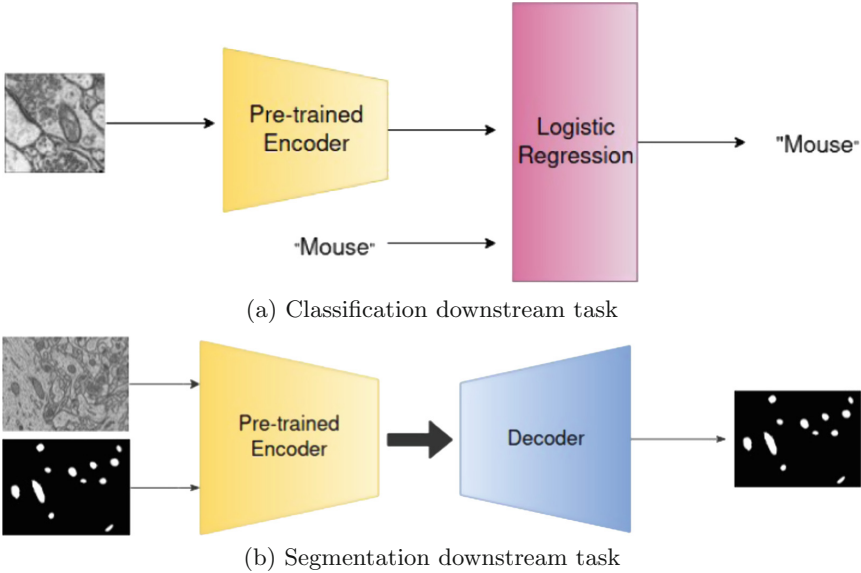 Pre-trained
Encoder
Logistic
Regression
"Mouse"
"Mouse"
(a) Classification downstream task
Pre-trained
Encoder
Decoder
(b) Segmentation downstream task